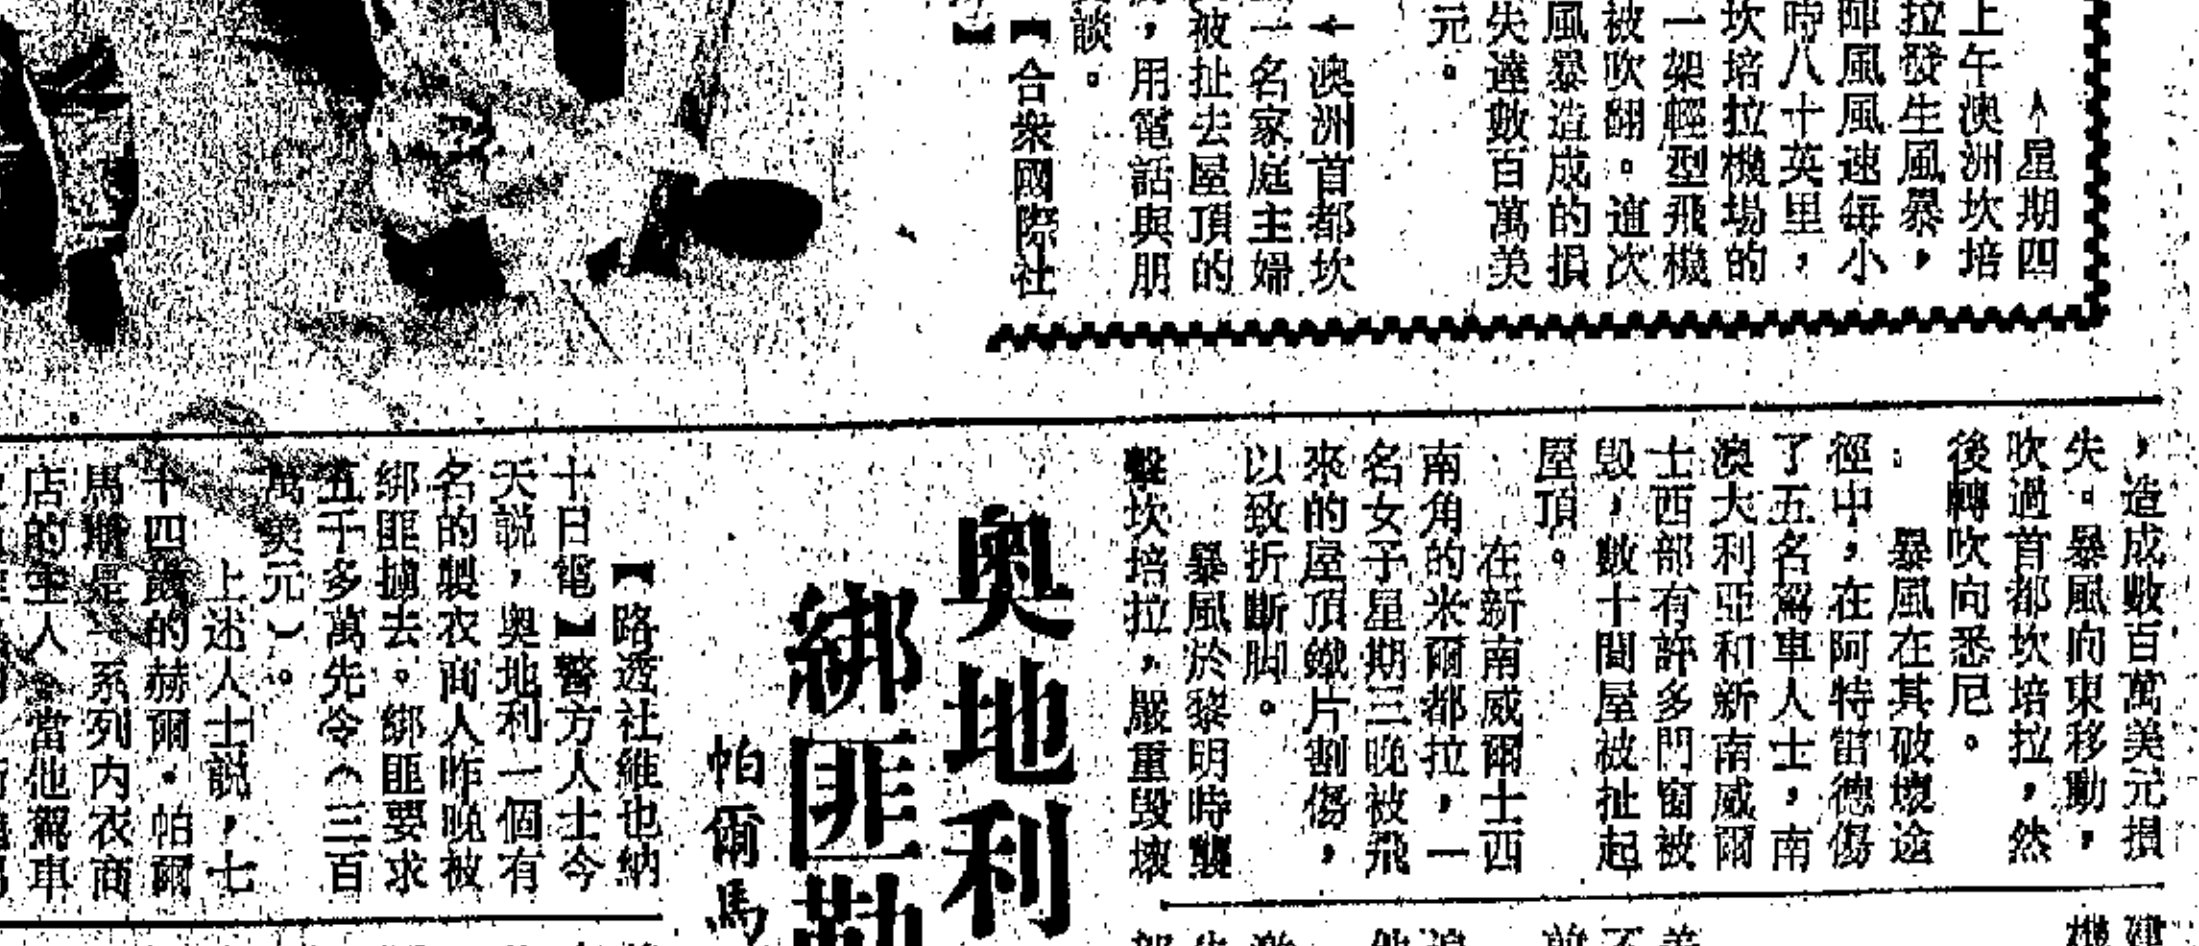 ∧星期四
上午澳洲坎培
拉發生風暴，
陣風風速每小
時八十英里，
坎培拉機場的
一架輕型飛機
被吹翻。這次
風暴造成的損
失達數百萬美
元。
←澳洲首都坎
一名家庭主婦
被扯去屋頂的
，用電話與朋
談。
【合衆國際社
】
，造成數百萬美元損
失。暴風向東移動，
吹過首都坎培拉，然
後轉吹向悉尼。
暴風在其破壞途
徑中，在阿特雷德傷
了五名駕車人士，南
澳大利亞和新南威爾
士西部有許多門窗被
毀，數十間屋被扯起
屋頂。
在新南威爾士西
南角的米爾都拉，一
名女子星期三晚被飛
來的屋頂鐵片割傷，
以致折斷脚。
暴風於黎明時襲
擊坎培拉，嚴重毀壞
奧地利
綁匪勒
帕爾馬
【路透社維也納
十日電】警方人士今
天説，奧地利一個有
名的製衣商人昨晚被
綁匪擄去。綁匪要求
五千多萬先令（三百
萬美元）。
上述人士説，七
十四歲的赫爾·帕爾
馬斯是一系列内衣商
店的主人，當他駕車